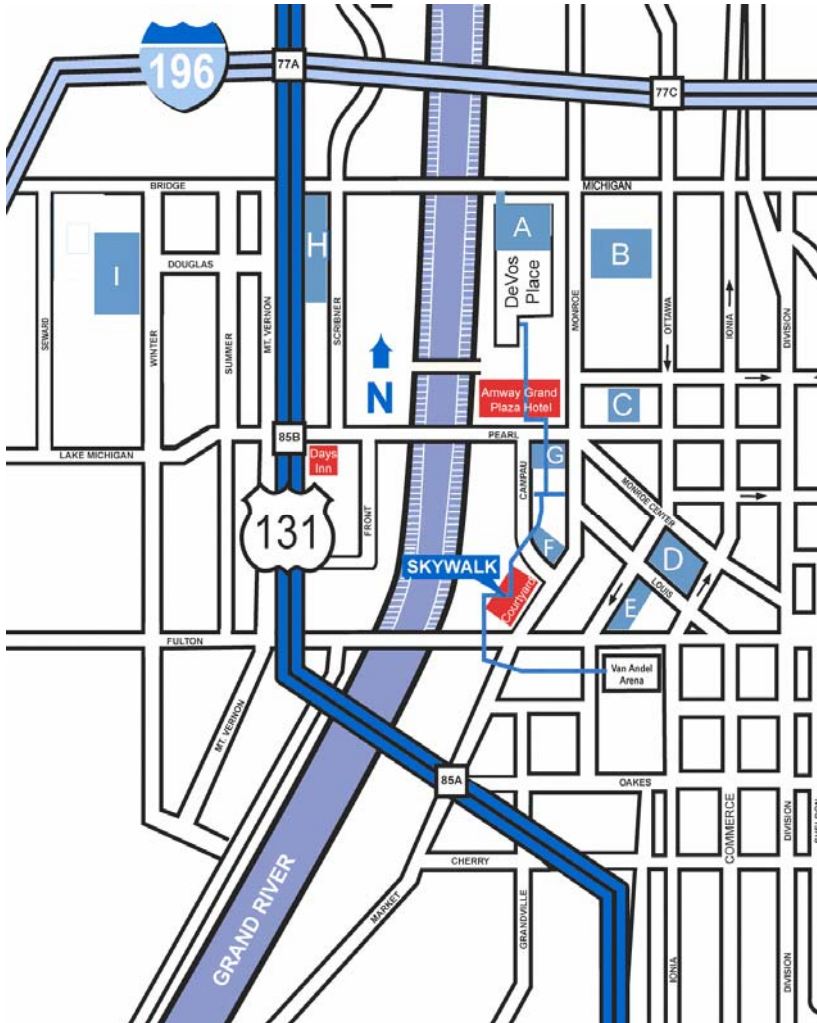 196
77A
77C
BRIDGE
MICHIGAN
A
H
B
I
DOUGLAS
DeVos
Place
SEWARD
WINTER
SUMMER
MT. VERNON
SCRIBNER
MONROE
OTTAWA
IONIA
DIVISION
N
Amway Grand
Plaza Hotel
C
85B
PEARL
LAKE MICHIGAN
Days
Inn
G
CAMPAU
MONROE CENTER
131
FRONT
F
D
SKYWALK
LOUIS
Courtyard
E
FULTON
Van Andel
Arena
MT. VERNON
85A
OAKES
COMMERCE
DIVISION
CHERRY
GRAND RIVER
MARKET
GRANDVILLE
IONIA
DIVISION